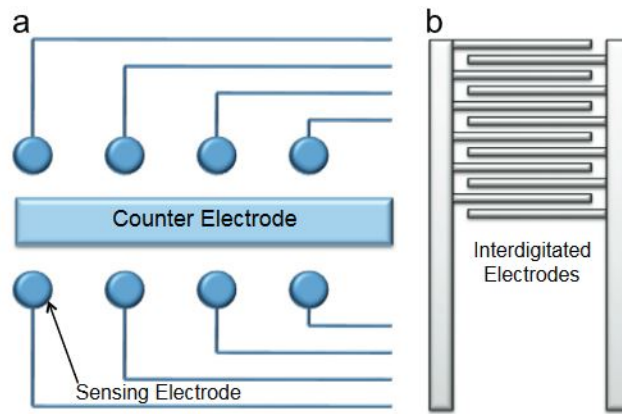 a
Counter Electrode
Sensing Electrode
b
Interdigitated
Electrodes